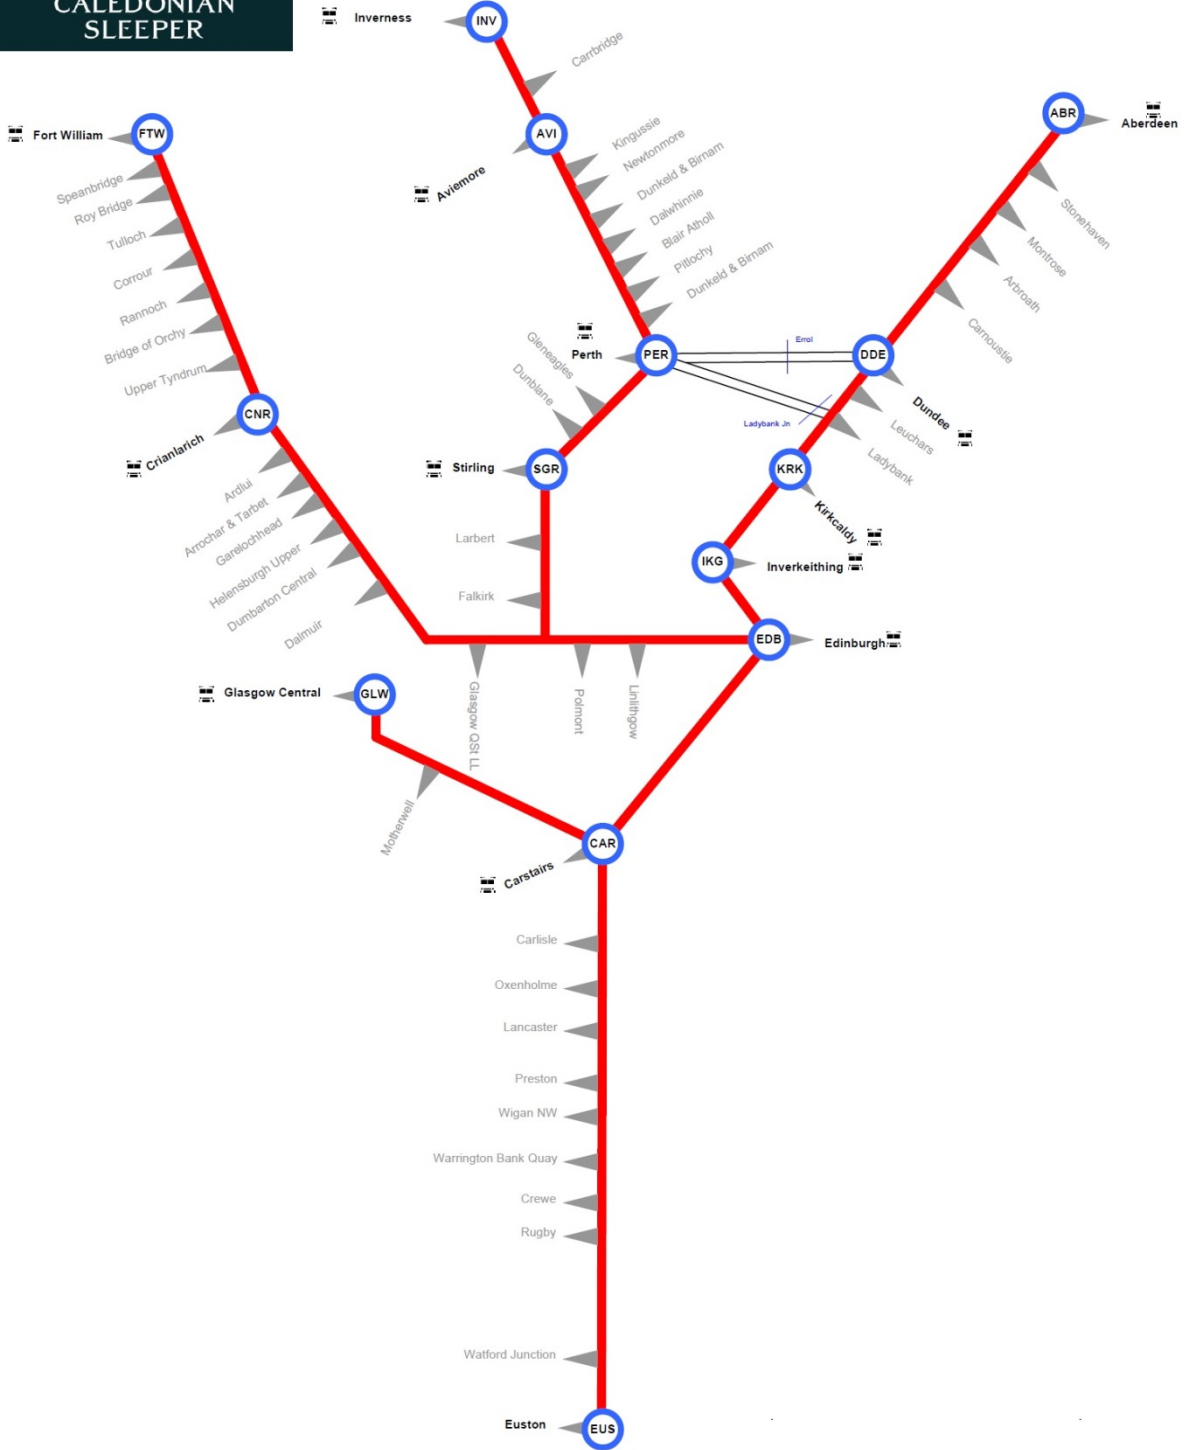 CALEDONIAN
SLEEPER
Inverness
INV
Carrbridge
ABR
Aberdeen
Fort William
FTW
AVI
Aviemore
Kingussie
Newtonmore
Dunkeld & Birnam
Dalwhinnie
Blair Atholl
Pitlochy
Dunkeld & Birnam
Speanbridge
Roy Bridge
Tulloch
Corrour
Rannoch
Bridge of Orchy
Upper Tyndrum
Stonehaven
Montrose
Arbroath
Carnoustie
Perth
PER
Errol
DDE
Dundee
Gleneagles
Dunblane
Ladybank Jn
Leuchars
Ladybank
CNR
Crianlarich
Stirling
SGR
KRK
Kirkcaldy
Ardlui
Arrochar & Tarbet
Garelochhead
Helensburgh Upper
Dumbarton Central
Dalmuir
Larbert
Falkirk
IKG
Inverkeithing
EDB
Edinburgh
Glasgow Central
GLW
Glasgow QSt LL
Polmont
Linlithgow
Motherwell
CAR
Carstairs
Carlisle
Oxenholme
Lancaster
Preston
Wigan NW
Warrington Bank Quay
Crewe
Rugby
Watford Junction
Euston
EUS